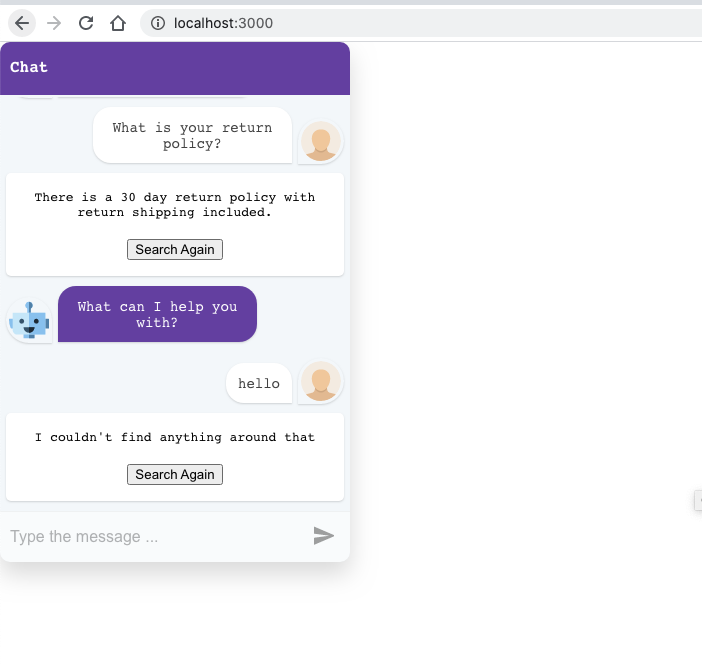 localhost:3000
Chat
What is your return
policy?
There is a 30 day return policy with
return shipping included.
Search Again
What can I help you
with?
hello
I couldn't find anything around that
Search Again
Type the message ...